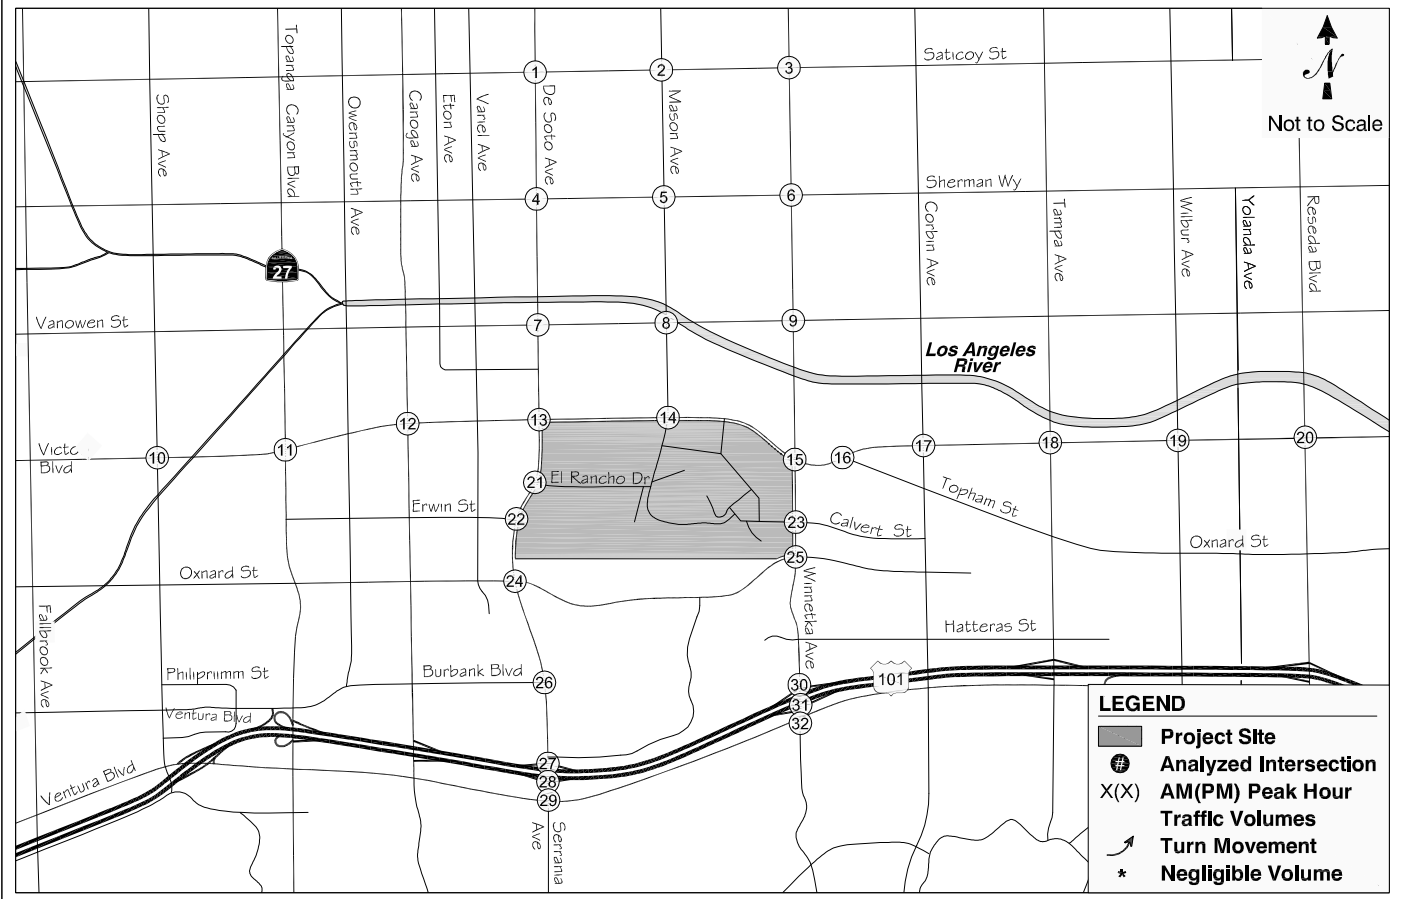 Saticoy St
N
Not to Scale
Topanga Canyon Blvd
Shoup Ave
Owensmouth Ave
Canoga Ave
Eton Ave
Variel Ave
De Soto Ave
Mason Ave
1
2
3
Sherman Wy
4
5
6
Corbin Ave
Tampa Ave
Wilbur Ave
Yolanda Ave
Reseda Blvd
27
Vanowen St
7
8
9
Los Angeles
River
Victc
Blvd
10
11
12
13
14
15
16
17
18
19
20
21
El Rancho Dr
Erwin St
22
23
Calvert St
Topham St
Oxnard St
25
Oxnard St
24
Winnetka Ave
Fallbrook Ave
Hatteras St
Philiprimm St
Burbank Blvd
26
30
101
31
32
Ventura Blvd
Ventura Blvd
27
28
29
Serrania
Ave
LEGEND
Project Site
# Analyzed Intersection
X(X) AM(PM) Peak Hour
Traffic Volumes
Turn Movement
* Negligible Volume